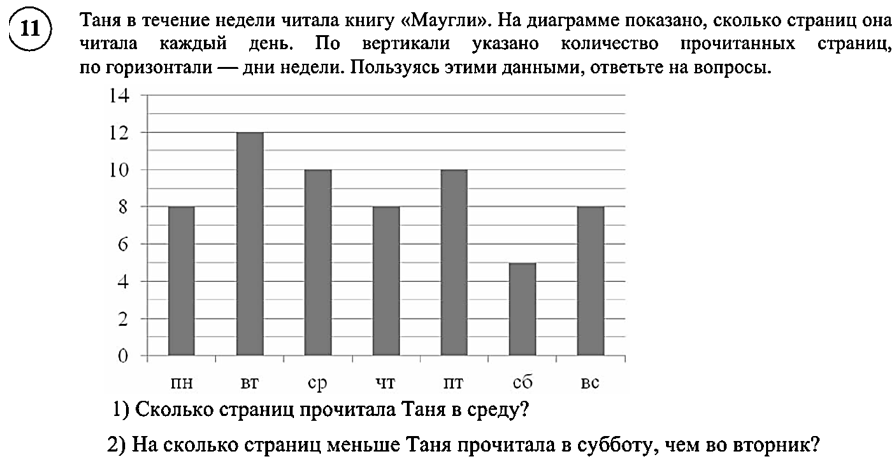 11
Таня в течение недели читала книгу «Маугли». На диаграмме показано, сколько страниц она
читала каждый день. По вертикали указано количество прочитанных страниц,
по горизонтали — дни недели. Пользуясь этими данными, ответьте на вопросы.
14
12
10
8
6
4
2
0
пн вт ср чт пт сб вс
1) Сколько страниц прочитала Таня в среду?
2) На сколько страниц меньше Таня прочитала в субботу, чем во вторник?